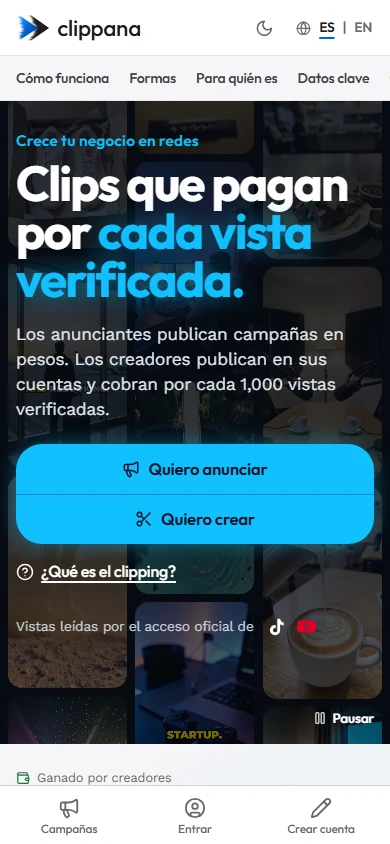 clippana
ES | EN
Cómo funciona Formas Para quién es Datos clave
Crece tu negocio en redes
Clips que pagan
por cada vista
verificada.
Los anunciantes publican campañas en
pesos. Los creadores publican en sus
cuentas y cobran por cada 1,000 vistas
verificadas.
Quiero anunciar
Quiero crear
¿Qué es el clipping?
Vistas leídas por el acceso oficial de
Pausar
STARTUP.
Ganado por creadores
Campañas Entrar Crear cuenta